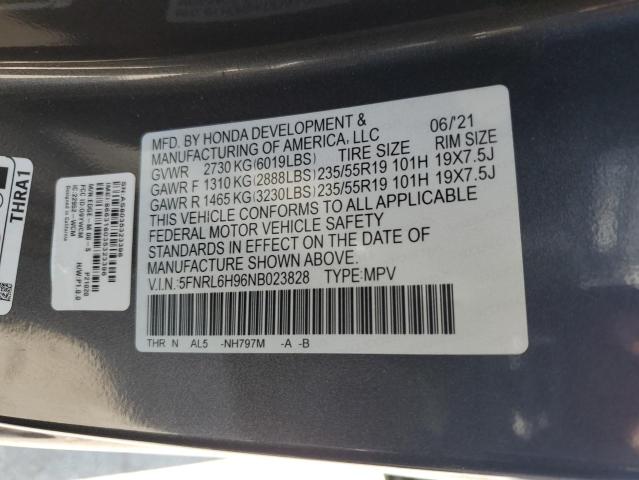 MFD. BY HONDA DEVELOPMENT & 06/'21
MANUFACTURING OF AMERICA, LLC
GVWR 2730 KG(6019LBS) TIRE SIZE RIM SIZE
GAWR F 1310 KG(2888LBS) 235/55R19 101H 19X7.5J
GAWR R 1465 KG(3230LBS) 235/55R19 101H 19X7.5J
THIS VEHICLE CONFORMS TO ALL APPLICABLE
FEDERAL MOTOR VEHICLE SAFETY
STANDARDS IN EFFECT ON THE DATE OF
MANUFACTURE SHOWN ABOVE.
V.I.N.:5FNRL6H96NB023828 TYPE:MPV
THR N AL5 -NH797M -A -B
THRA1
H/W P1.0.0